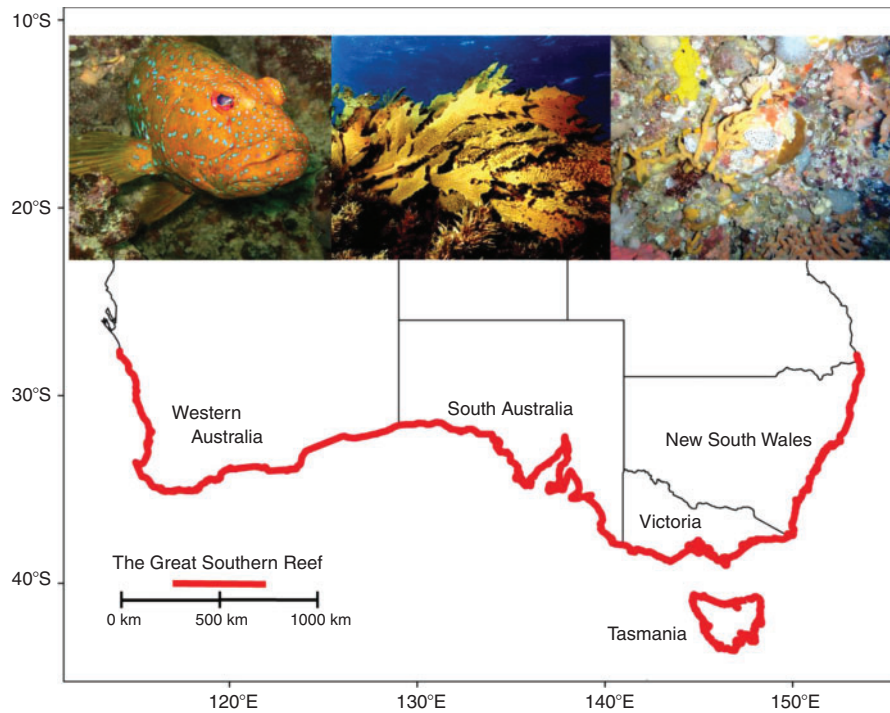 10°S
20°S
30°S
40°S
Western
Australia
South Australia
New South Wales
Victoria
Tasmania
The Great Southern Reef
0 km
500 km
1000 km
120°E
130°E
140°E
150°E